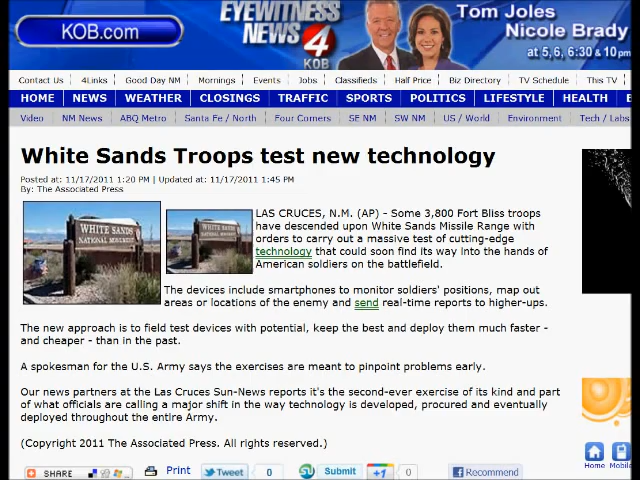 KOB.com
EYEWITNESS
NEWS 4
KOB
Tom Joles
Nicole Brady
at 5, 6, 6:30 & 10 pm
Contact Us 4Links Good Day NM Mornings Events Jobs Classifieds Half Price Biz Directory TV Schedule This TV
HOME NEWS WEATHER CLOSINGS TRAFFIC SPORTS POLITICS LIFESTYLE HEALTH E
Video NM News ABQ Metro Santa Fe / North Four Corners SE NM SW NM US / World Environment Tech / Labs
White Sands Troops test new technology
Posted at: 11/17/2011 1:20 PM | Updated at: 11/17/2011 1:45 PM
By: The Associated Press
WHITE SANDS
NATIONAL MONUMENT
WHITE SANDS
NATIONAL MONUMENT
LAS CRUCES, N.M. (AP) - Some 3,800 Fort Bliss troops
have descended upon White Sands Missile Range with
orders to carry out a massive test of cutting-edge
technology that could soon find its way into the hands of
American soldiers on the battlefield.
The devices include smartphones to monitor soldiers' positions, map out
areas or locations of the enemy and send real-time reports to higher-ups.
The new approach is to field test devices with potential, keep the best and deploy them much faster -
and cheaper - than in the past.
A spokesman for the U.S. Army says the exercises are meant to pinpoint problems early.
Our news partners at the Las Cruces Sun-News reports it's the second-ever exercise of its kind and part
of what officials are calling a major shift in the way technology is developed, procured and eventually
deployed throughout the entire Army.
(Copyright 2011 The Associated Press. All rights reserved.)
SHARE Print Tweet 0 Submit +1 0 Recommend
Home Mobile